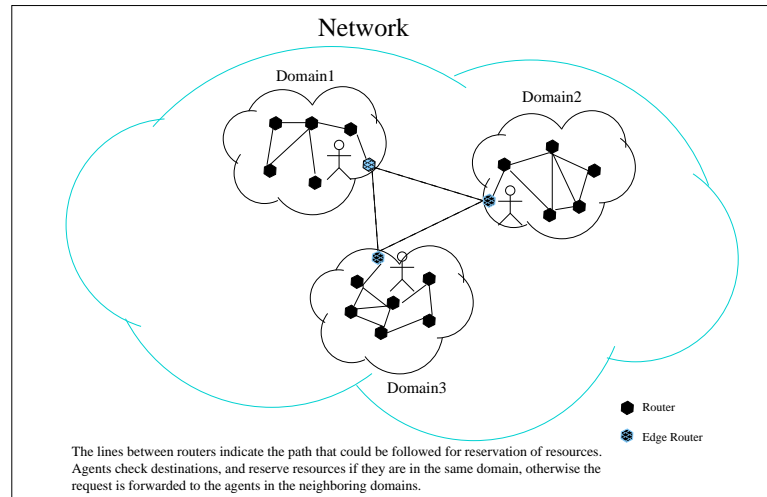 Network
Domain1
Domain2
Domain3
Router
Edge Router
The lines between routers indicate the path that could be followed for reservation of resources.
Agents check destinations, and reserve resources if they are in the same domain, otherwise the
request is forwarded to the agents in the neighboring domains.